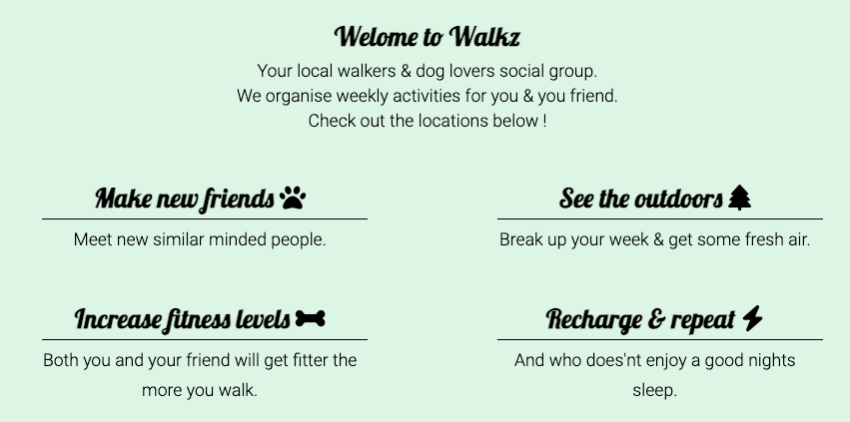 Welome to Walkz
Your local walkers & dog lovers social group.
We organise weekly activities for you & you friend.
Check out the locations below !
Make new friends
Meet new similar minded people.
See the outdoors
Break up your week & get some fresh air.
Increase fitness levels
Both you and your friend will get fitter the
more you walk.
Recharge & repeat
And who does'nt enjoy a good nights
sleep.